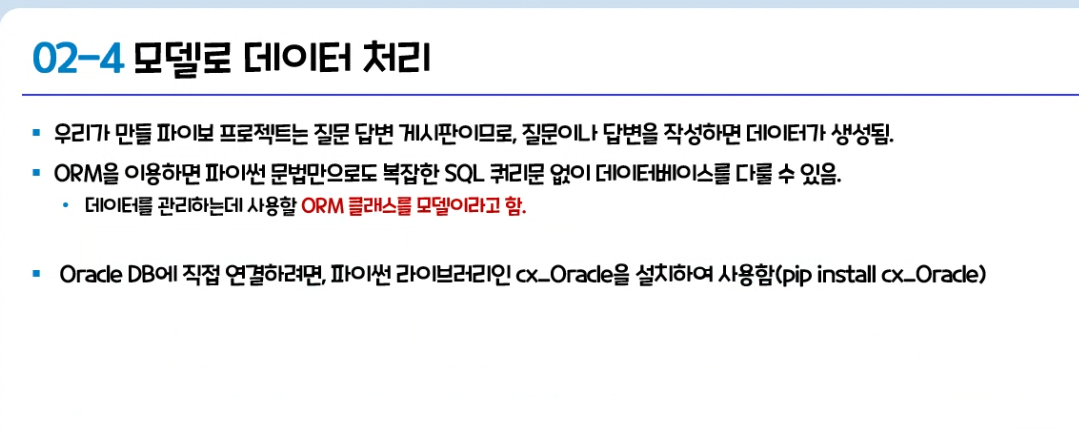 02-4 모델로 데이터 처리
우리가 만들 파이보 프로젝트는 질문 답변 게시판이므로, 질문이나 답변을 작성하면 데이터가 생성됨.
ORM을 이용하면 파이썬 문법만으로도 복잡한 SQL 쿼리문 없이 데이터베이스를 다룰 수 있음.
데이터를 관리하는데 사용할 ORM 클래스를 모델이라고 함.
Oracle DB에 직접 연결하려면, 파이썬 라이브러리인 cx_Oracle을 설치하여 사용함(pip install cx_Oracle)